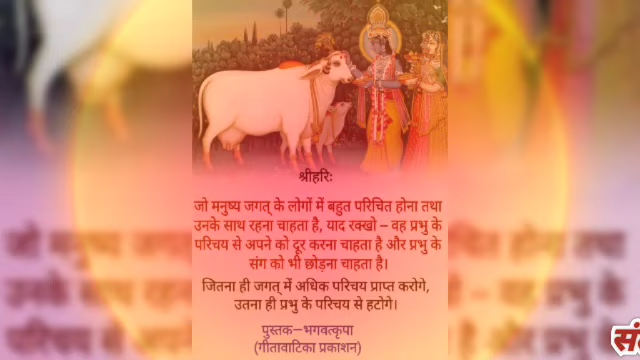 श्रीहरिः
जो मनुष्य जगत् के लोगों में बहुत परिचित होना तथा
उनके साथ रहना चाहता है, याद रक्खो – वह प्रभु के
परिचय से अपने को दूर करना चाहता है और प्रभु के
संग को भी छोड़ना चाहता है।
जितना ही जगत् में अधिक परिचय प्राप्त करोगे,
उतना ही प्रभु के परिचय से हटोगे।
पुस्तक–भगवत्कृपा
(गीतावाटिका प्रकाशन)